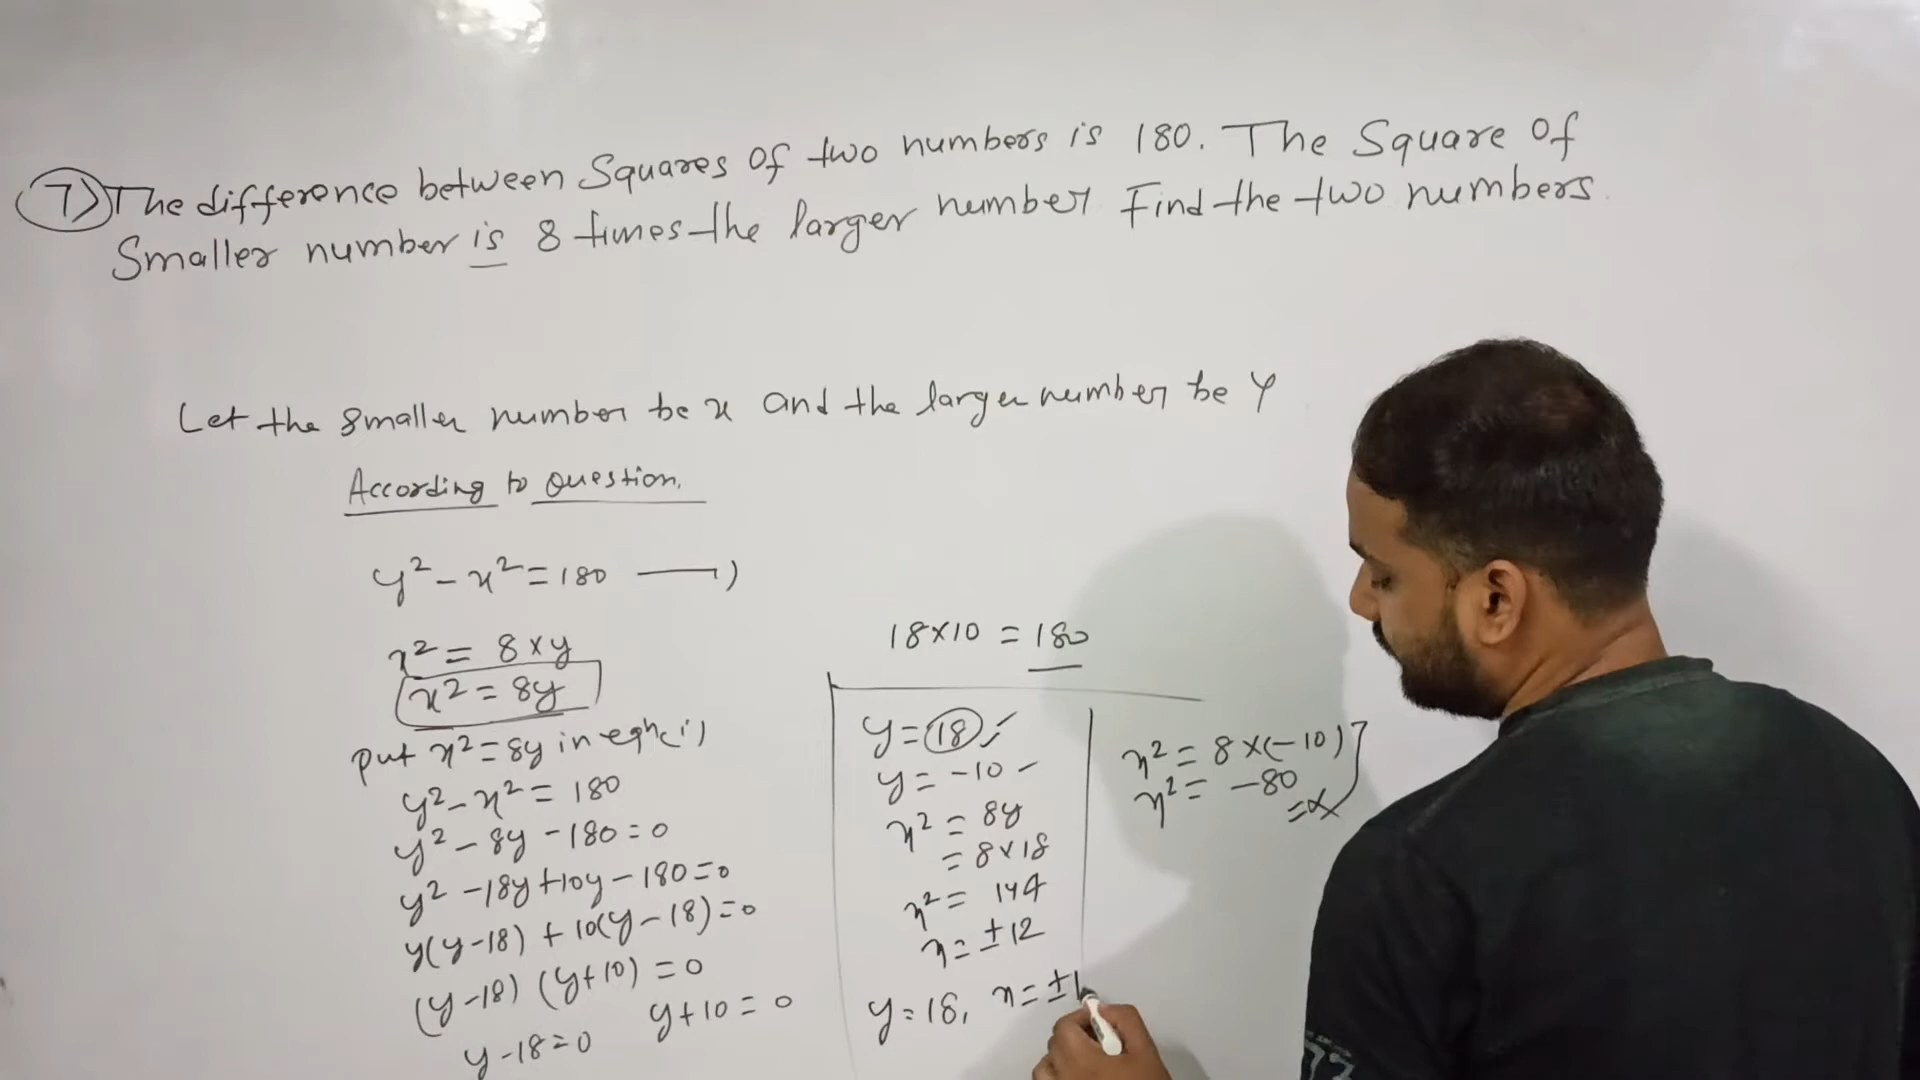 7) The difference between Squares of two numbers is 180. The Square of
Smaller number is 8 times the larger number Find the two numbers.
Let the smaller number be x and the larger number be y
According to Question.
y² - x² = 180 —— )
x² = 8 × y
x² = 8y
put x² = 8y in eqn (i)
y² - x² = 180
y² - 8y - 180 = 0
y² - 18y + 10y - 180 = 0
y(y - 18) + 10(y - 18) = 0
(y - 18) (y + 10) = 0
y - 18 = 0 y + 10 = 0
18 × 10 = 180
y = 18 ✓
y = -10 -
x² = 8y
= 8 × 18
x² = 144
x = ± 12
y = 18, x = ± 1
x² = 8 × (-10)
x² = -80